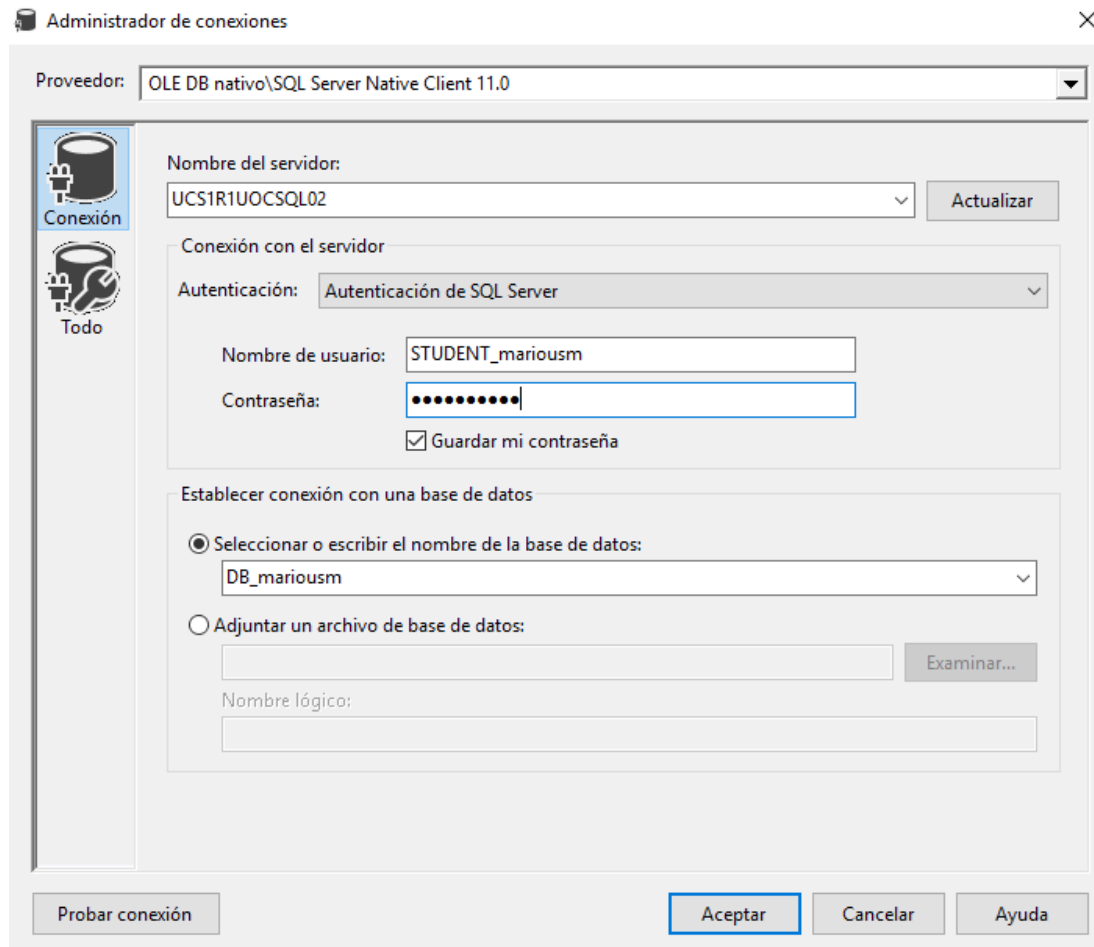 Administrador de conexiones
Proveedor: OLE DB nativo\SQL Server Native Client 11.0
Conexión
Todo
Nombre del servidor:
UCS1R1UOCSQL02 Actualizar
Conexión con el servidor
Autenticación: Autenticación de SQL Server
Nombre de usuario: STUDENT_mariousm
Contraseña: ●●●●●●●●●●
Guardar mi contraseña
Establecer conexión con una base de datos
Seleccionar o escribir el nombre de la base de datos:
DB_mariousm
Adjuntar un archivo de base de datos:
Examinar...
Nombre lógico:
Probar conexión Aceptar Cancelar Ayuda